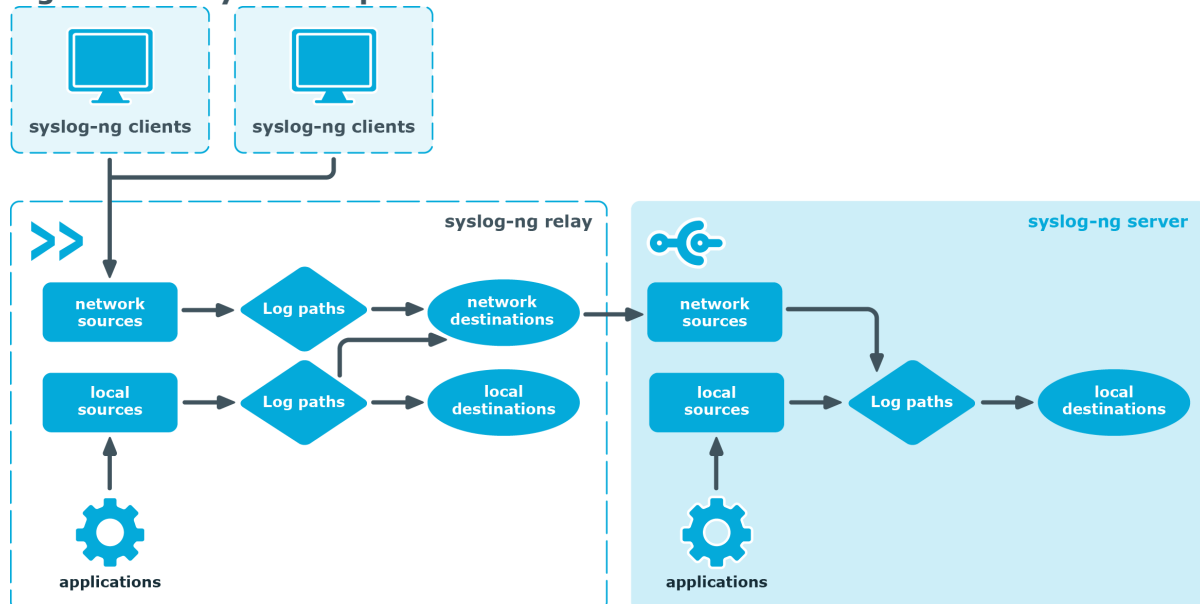 syslog-ng clients
syslog-ng clients
syslog-ng relay
network
sources
Log paths
network
destinations
local
sources
Log paths
local
destinations
applications
syslog-ng server
network
sources
local
sources
Log paths
local
destinations
applications